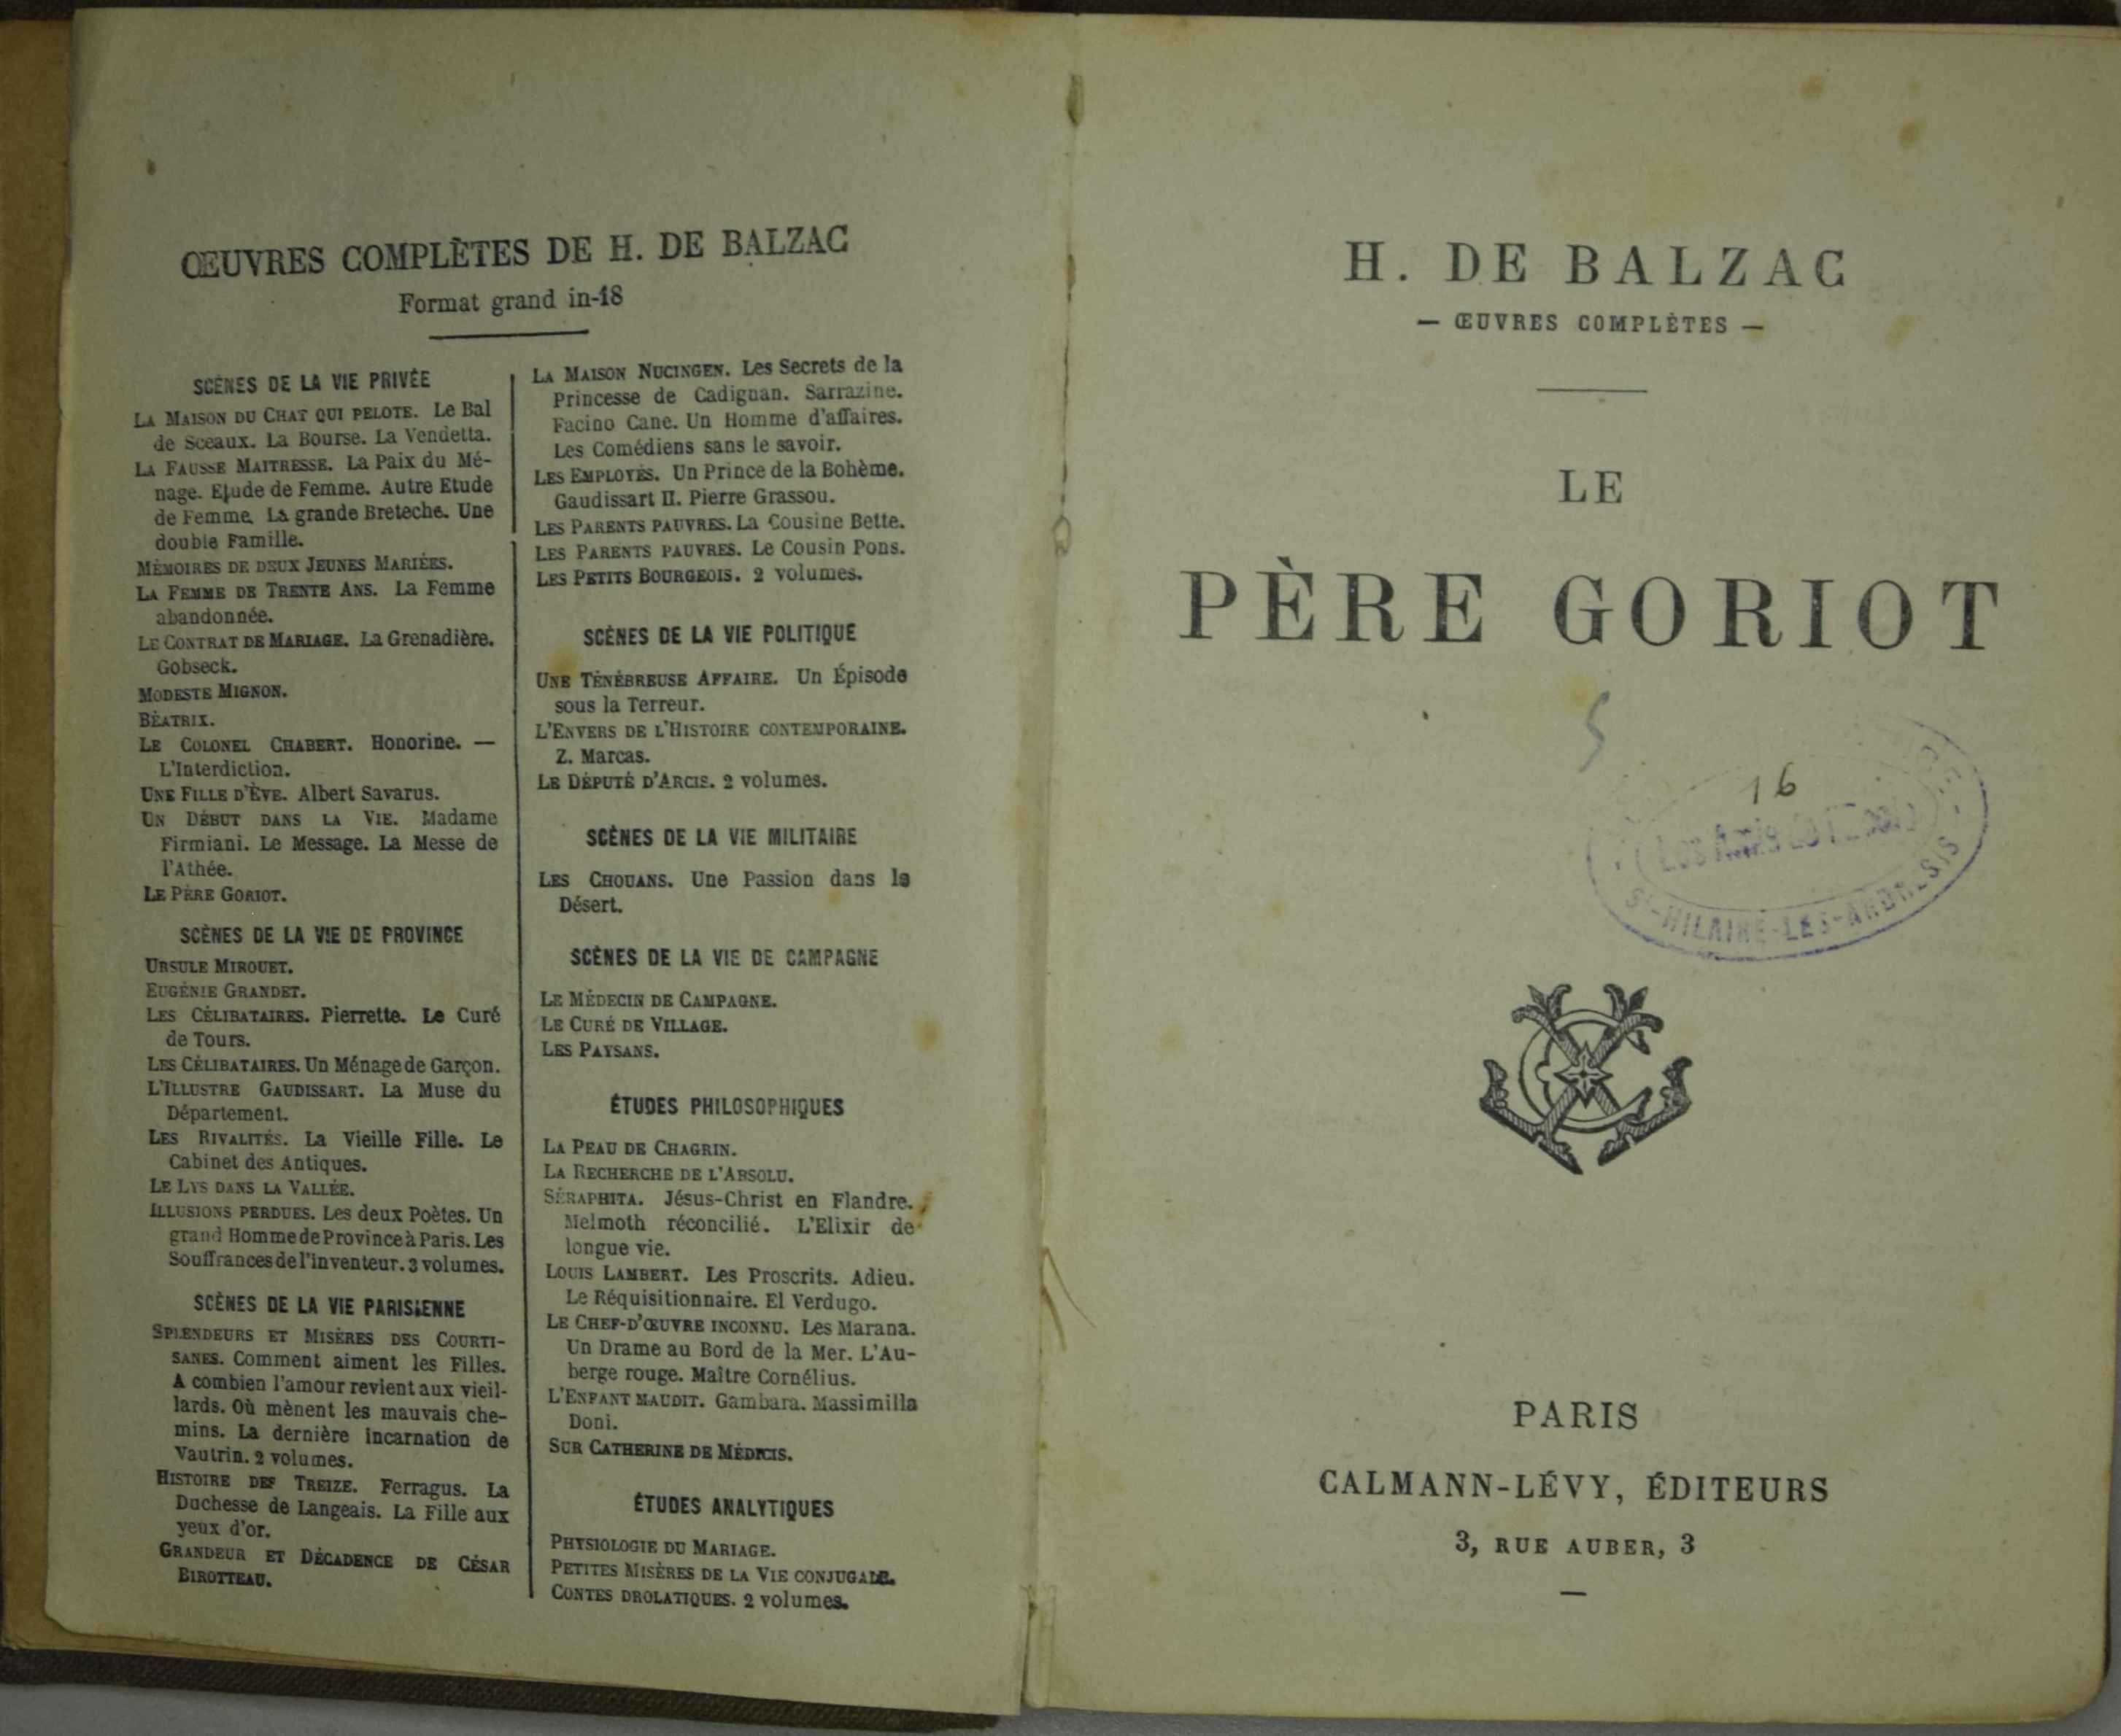 ŒUVRES COMPLÈTES DE H. DE BALZAC
Format grand in-18
SCÈNES DE LA VIE PRIVÉE
LA MAISON DU CHAT QUI PELOTE. Le Bal
de Sceaux. La Bourse. La Vendetta.
LA FAUSSE MAITRESSE. La Paix du Mé-
nage. Etude de Femme. Autre Etude
de Femme. La grande Breteche. Une
double Famille.
MÉMOIRES DE DEUX JEUNES MARIÉES.
LA FEMME DE TRENTE ANS. La Femme
abandonnée.
LE CONTRAT DE MARIAGE. La Grenadière.
Gobseck.
MODESTE MIGNON.
BÉATRIX.
LE COLONEL CHABERT. Honorine. —
L'Interdiction.
UNE FILLE D'ÈVE. Albert Savarus.
UN DÉBUT DANS LA VIE. Madame
Firmiani. Le Message. La Messe de
l'Athée.
LE PÈRE GORIOT.
SCÈNES DE LA VIE DE PROVINCE
URSULE MIROUET.
EUGÉNIE GRANDET.
LES CÉLIBATAIRES. Pierrette. Le Curé
de Tours.
LES CÉLIBATAIRES. Un Ménage de Garçon.
L'ILLUSTRE GAUDISSART. La Muse du
Département.
LES RIVALITÉS. La Vieille Fille. Le
Cabinet des Antiques.
LE LYS DANS LA VALLÉE.
ILLUSIONS PERDUES. Les deux Poètes. Un
grand Homme de Province à Paris. Les
Souffrances de l'inventeur. 3 volumes.
SCÈNES DE LA VIE PARISIENNE
SPLENDEURS ET MISÈRES DES COURTI-
SANES. Comment aiment les Filles.
A combien l'amour revient aux vieil-
lards. Où mènent les mauvais che-
mins. La dernière incarnation de
Vautrin. 2 volumes.
HISTOIRE DES TREIZE. Ferragus. La
Duchesse de Langeais. La Fille aux
yeux d'or.
GRANDEUR ET DÉCADENCE DE CÉSAR
BIROTTEAU.
LA MAISON NUCINGEN. Les Secrets de la
Princesse de Cadignan. Sarrazine.
Facino Cane. Un Homme d'affaires.
Les Comédiens sans le savoir.
LES EMPLOYÉS. Un Prince de la Bohème.
Gaudissart II. Pierre Grassou.
LES PARENTS PAUVRES. La Cousine Bette.
LES PARENTS PAUVRES. Le Cousin Pons.
LES PETITS BOURGEOIS. 2 volumes.
SCÈNES DE LA VIE POLITIQUE
UNE TÉNÉBREUSE AFFAIRE. Un Épisode
sous la Terreur.
L'ENVERS DE L'HISTOIRE CONTEMPORAINE.
Z. Marcas.
LE DÉPUTÉ D'ARCIS. 2 volumes.
SCÈNES DE LA VIE MILITAIRE
LES CHOUANS. Une Passion dans le
Désert.
SCÈNES DE LA VIE DE CAMPAGNE
LE MÉDECIN DE CAMPAGNE.
LE CURÉ DE VILLAGE.
LES PAYSANS.
ÉTUDES PHILOSOPHIQUES
LA PEAU DE CHAGRIN.
LA RECHERCHE DE L'ABSOLU.
SÉRAPHITA. Jésus-Christ en Flandre.
Melmoth réconcilié. L'Elixir de
longue vie.
LOUIS LAMBERT. Les Proscrits. Adieu.
Le Réquisitionnaire. El Verdugo.
LE CHEF-D'ŒUVRE INCONNU. Les Marana.
Un Drame au Bord de la Mer. L'Au-
berge rouge. Maître Cornélius.
L'ENFANT MAUDIT. Gambara. Massimilla
Doni.
SUR CATHERINE DE MÉDICIS.
ÉTUDES ANALYTIQUES
PHYSIOLOGIE DU MARIAGE.
PETITES MISÈRES DE LA VIE CONJUGALE.
CONTES DROLATIQUES. 2 volumes.
H. DE BALZAC
— ŒUVRES COMPLÈTES —
LE
PÈRE GORIOT
16
Les Amis
St-HILAIRE-LES-ANDRÉSIS
PARIS
CALMANN-LÉVY, ÉDITEURS
3, RUE AUBER, 3